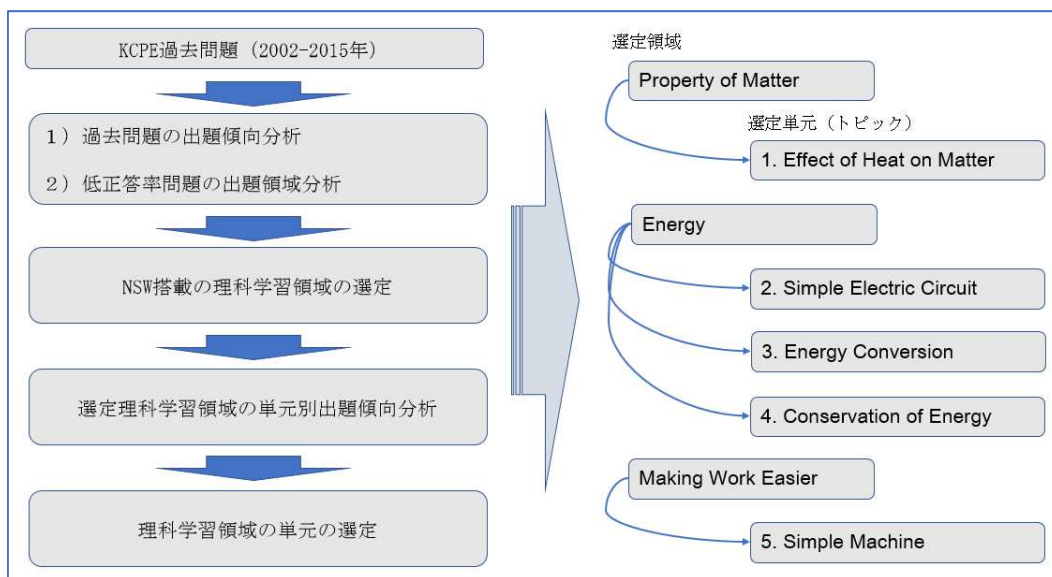 KCPE過去問題（2002-2015年）
1）過去問題の出題傾向分析
2）低正答率問題の出題領域分析
NSW搭載の理科学習領域の選定
選定理科学習領域の単元別出題傾向分析
理科学習領域の単元の選定
選定領域
Property of Matter
選定単元（トピック）
1. Effect of Heat on Matter
Energy
2. Simple Electric Circuit
3. Energy Conversion
4. Conservation of Energy
Making Work Easier
5. Simple Machine